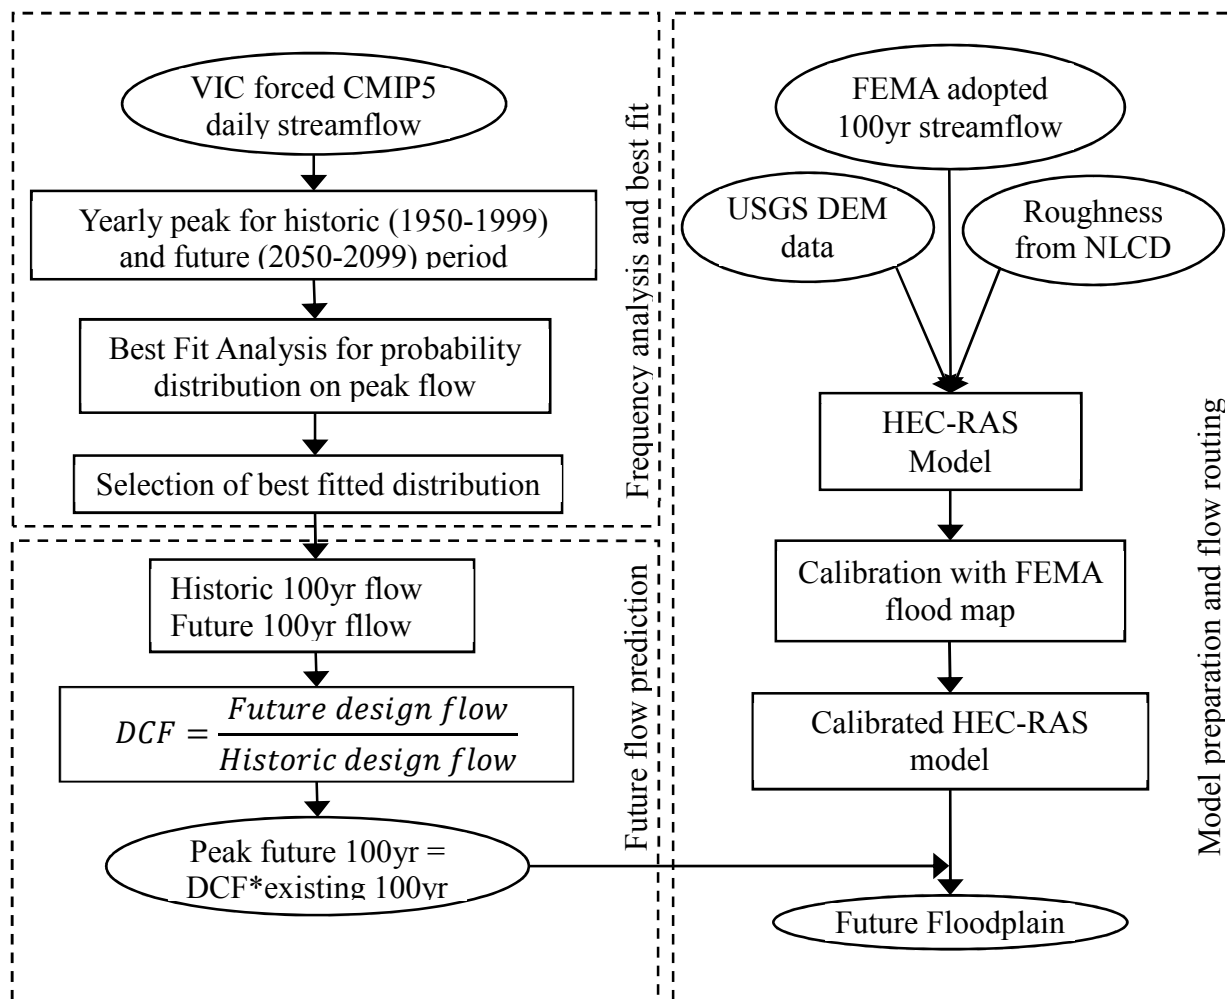 VIC forced CMIP5
daily streamflow
Yearly peak for historic (1950-1999)
and future (2050-2099) period
Best Fit Analysis for probability
distribution on peak flow
Selection of best fitted distribution
Frequency analysis and best fit
Historic 100yr flow
Future 100yr fllow
DCF = Future design flow
Historic design flow
Peak future 100yr =
DCF*existing 100yr
Future flow prediction
FEMA adopted
100yr streamflow
USGS DEM
data
Roughness
from NLCD
HEC-RAS
Model
Calibration with FEMA
flood map
Calibrated HEC-RAS
model
Future Floodplain
Model preparation and flow routing